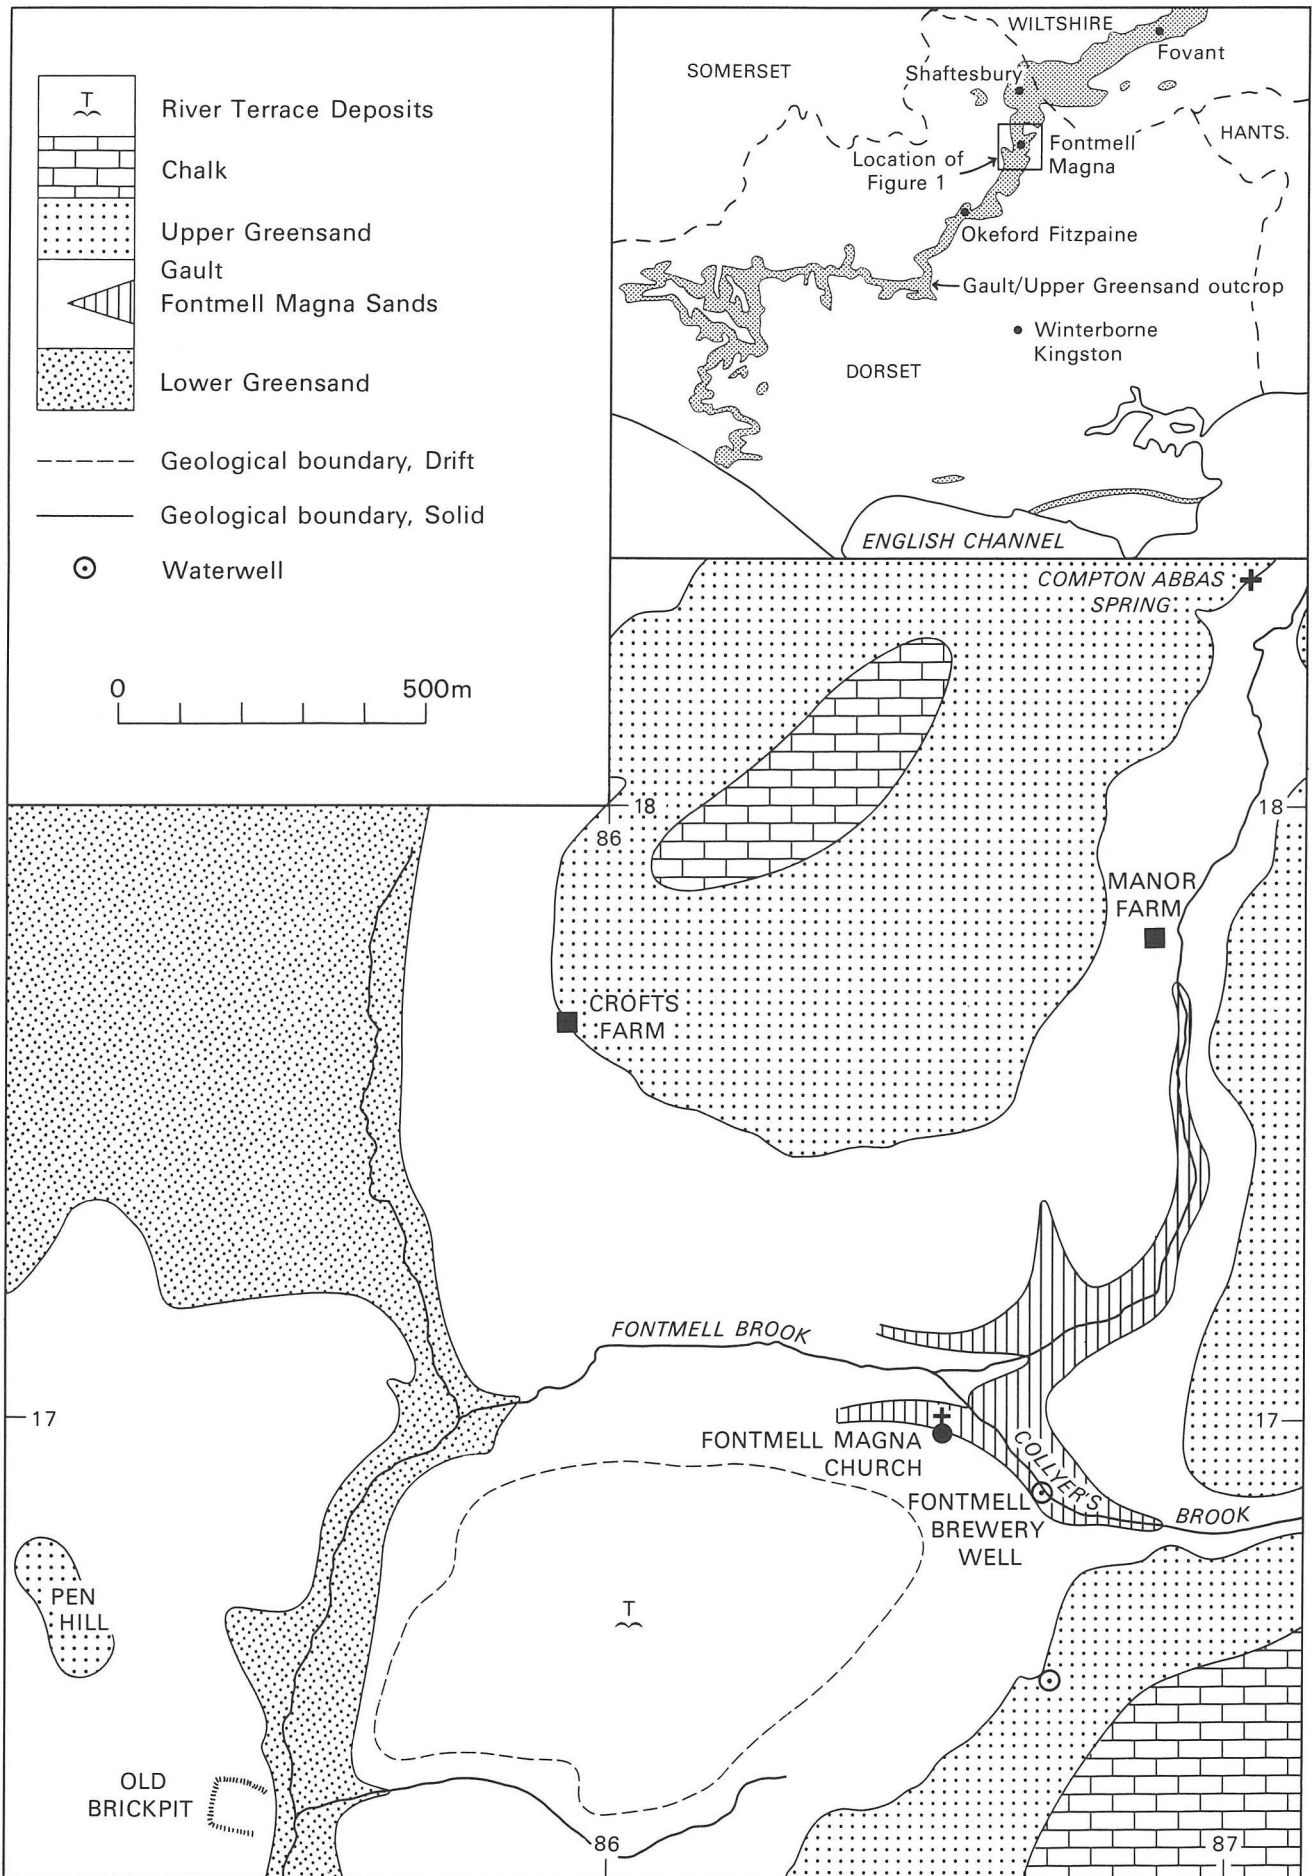 T
River Terrace Deposits
Chalk
Upper Greensand
Gault
Fontmell Magna Sands
Lower Greensand
Geological boundary, Drift
Geological boundary, Solid
Waterwell
0
500m
WILTSHIRE
SOMERSET
Fovant
Shaftesbury
HANTS.
Fontmell
Magna
Location of
Figure 1
Okeford Fitzpaine
Gault/Upper Greensand outcrop
Winterborne
Kingston
DORSET
ENGLISH CHANNEL
COMPTON ABBAS
SPRING
18
18
86
MANOR
FARM
CROFTS
FARM
FONTMELL BROOK
17
17
FONTMELL MAGNA
CHURCH
COLLYER'S
BROOK
FONTMELL
BREWERY
WELL
PEN
HILL
T
OLD
BRICKPIT
86
87